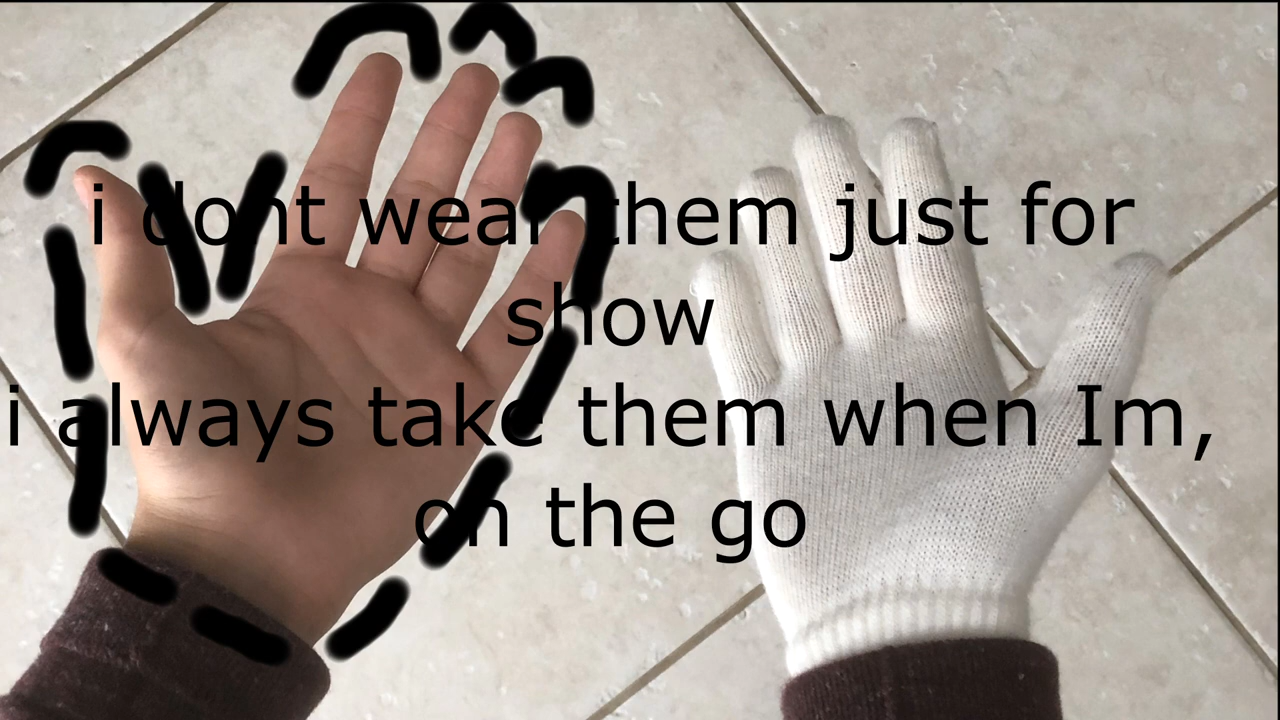 i dont wear them just for
show
i always take them when Im,
on the go